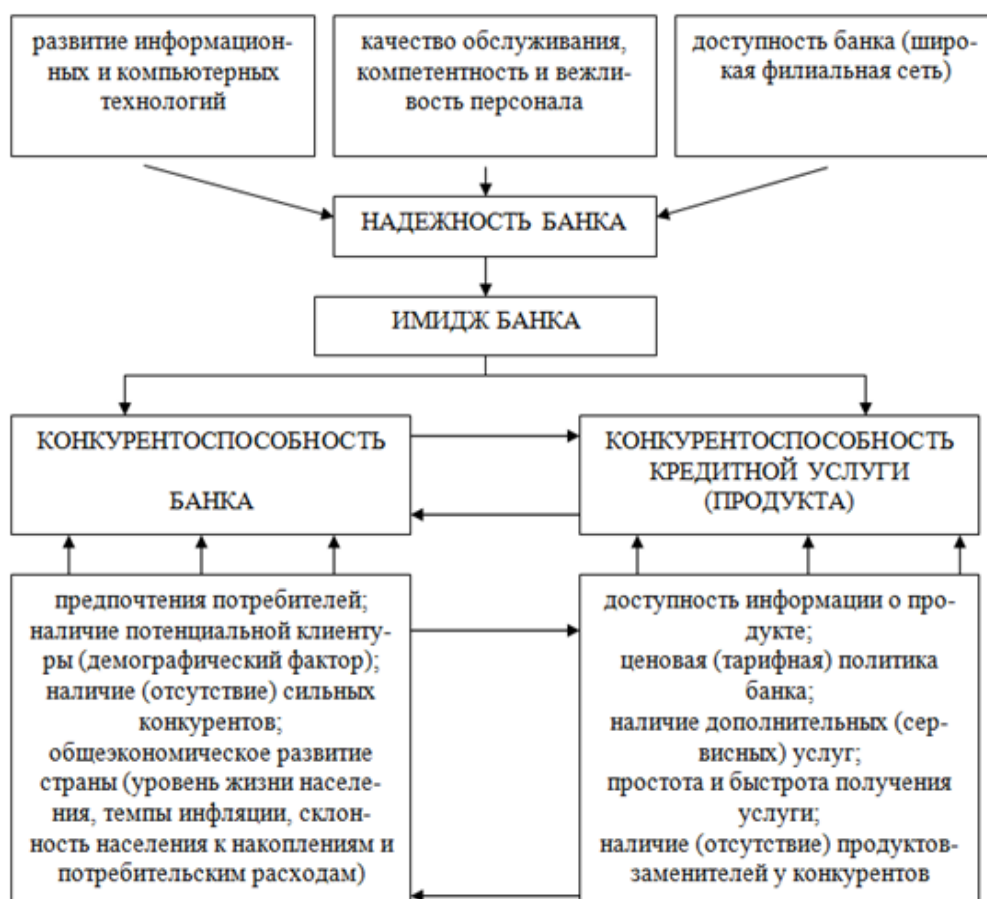 развитие информацион-
ных и компьютерных
технологий
качество обслуживания,
компетентность и вежли-
вость персонала
доступность банка (широ-
кая филиальная сеть)
НАДЕЖНОСТЬ БАНКА
ИМИДЖ БАНКА
КОНКУРЕНТОСПОСОБНОСТЬ
БАНКА
КОНКУРЕНТОСПОСОБНОСТЬ
КРЕДИТНОЙ УСЛУГИ
(ПРОДУКТА)
предпочтения потребителей;
наличие потенциальной клиенту-
ры (демографический фактор);
наличие (отсутствие) сильных
конкурентов;
общеэкономическое развитие
страны (уровень жизни населе-
ния, темпы инфляции, склон-
ность населения к накоплениям и
потребительским расходам)
доступность информации о про-
дукте;
ценовая (тарифная) политика
банка;
наличие дополнительных (сер-
висных) услуг;
простота и быстрота получения
услуги;
наличие (отсутствие) продуктов-
заменителей у конкурентов